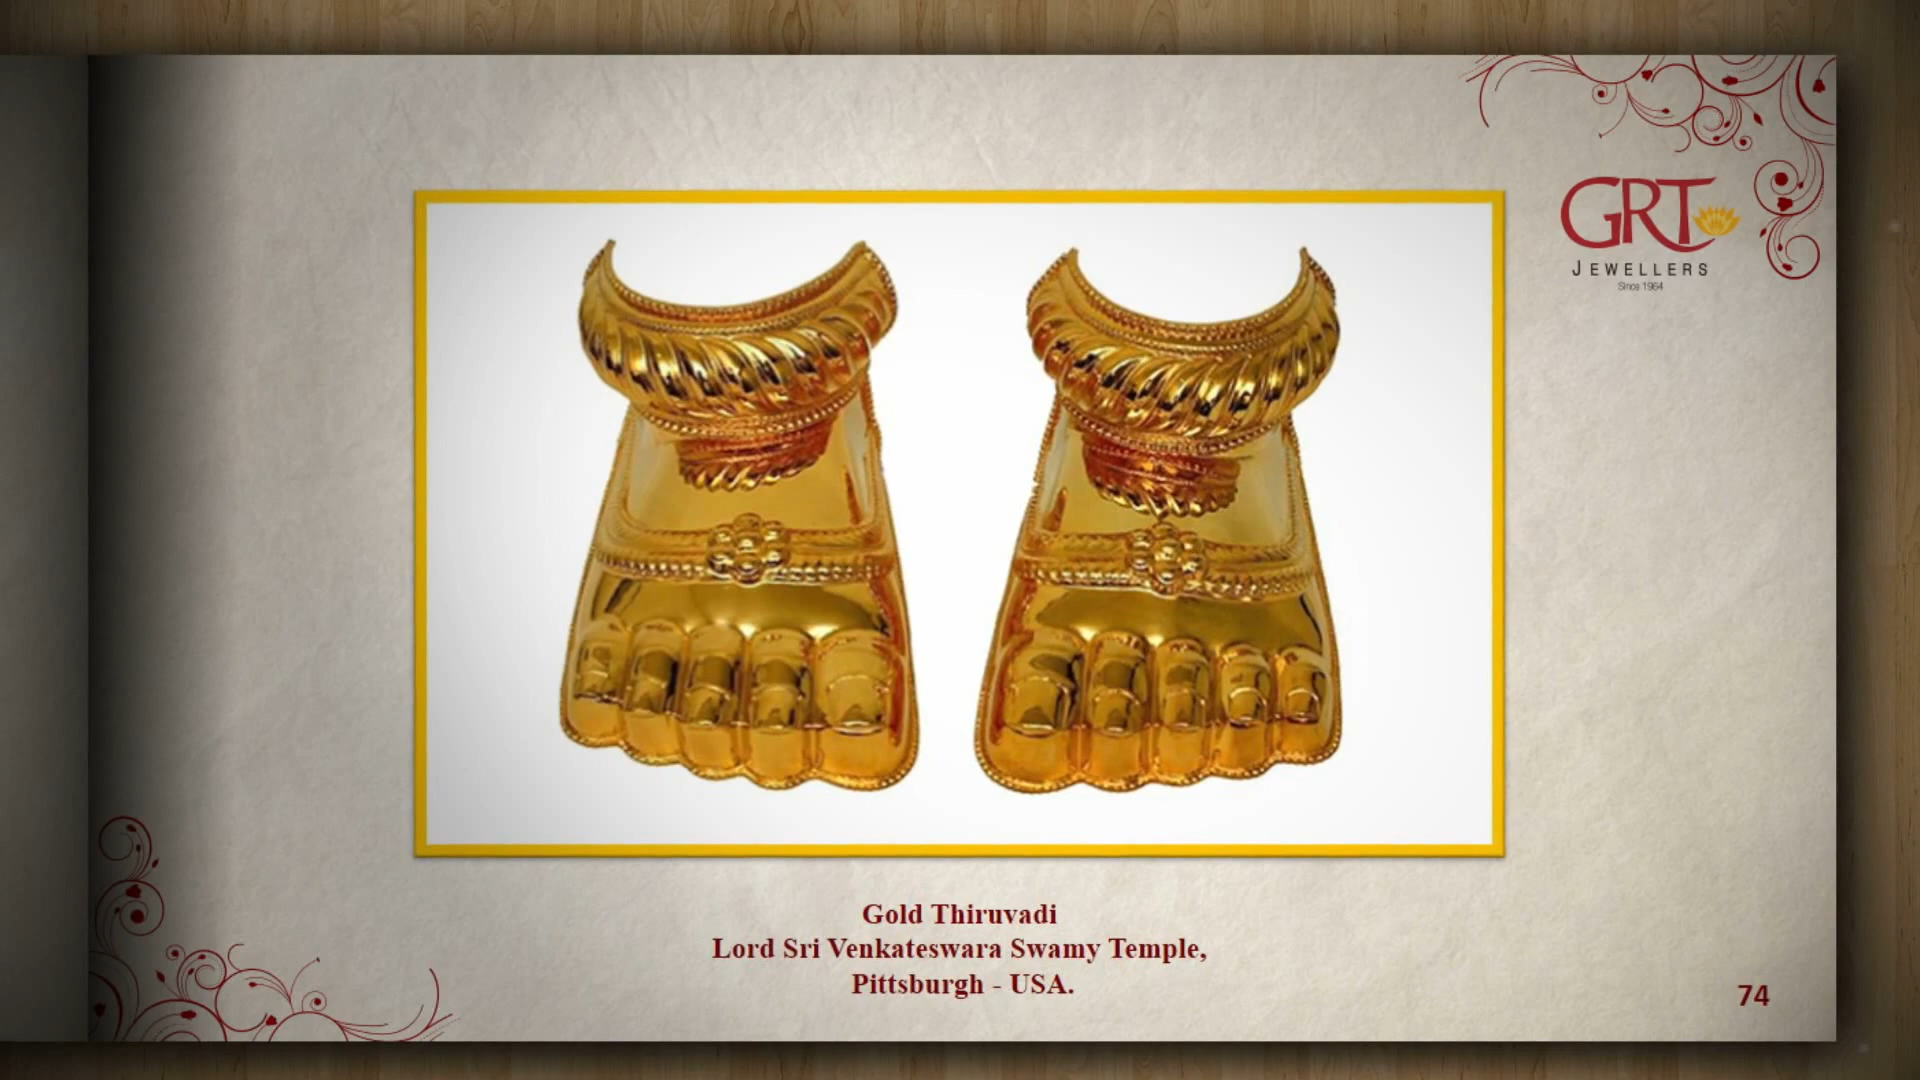 GRT
JEWELLERS
Since 1964
Gold Thiruvadi
Lord Sri Venkateswara Swamy Temple,
Pittsburgh - USA.
74